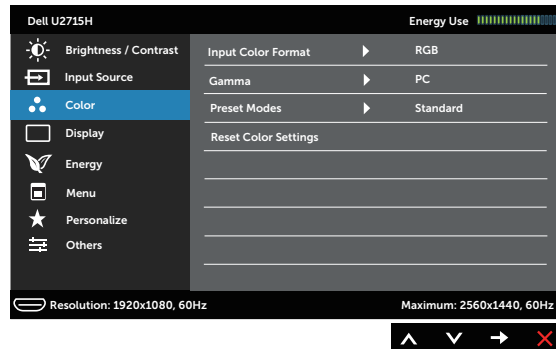 Dell U2715H Energy Use
Brightness / Contrast
Input Source
Color
Display
Energy
Menu
Personalize
Others
Input Color Format RGB
Gamma PC
Preset Modes Standard
Reset Color Settings
Resolution: 1920x1080, 60Hz Maximum: 2560x1440, 60Hz